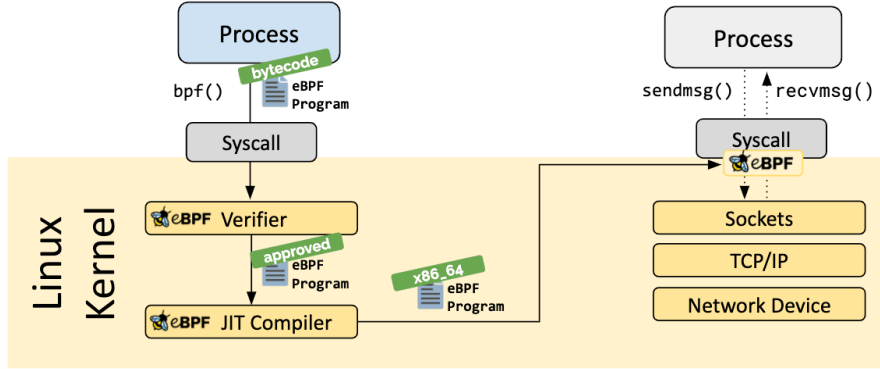 Process
bytecode
bpf()
eBPF
Program
Syscall
eBPF Verifier
approved
eBPF
Program
eBPF JIT Compiler
x86_64
eBPF
Program
Linux
Kernel
Process
sendmsg()
recvmsg()
Syscall
eBPF
Sockets
TCP/IP
Network Device